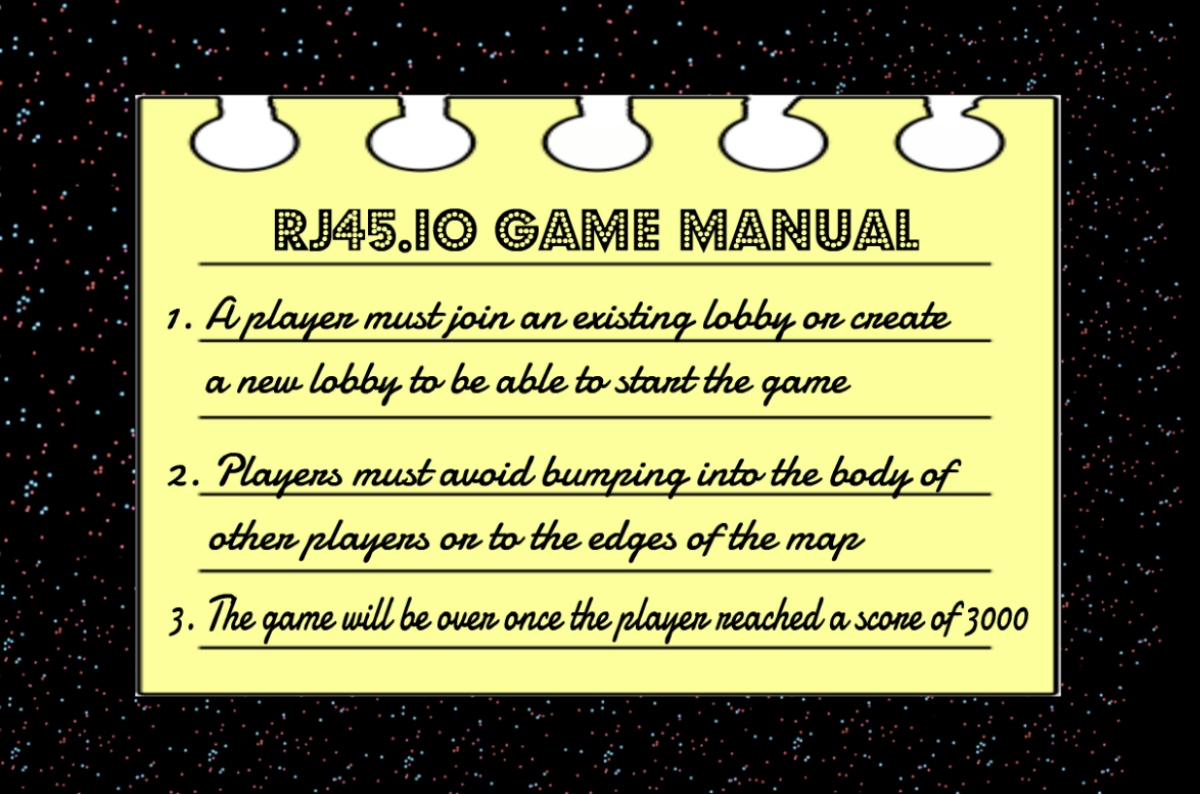 RJ45.IO GAME MANUAL
1. A player must join an existing lobby or create
a new lobby to be able to start the game
2. Players must avoid bumping into the body of
other players or to the edges of the map
3. The game will be over once the player reached a score of 3000